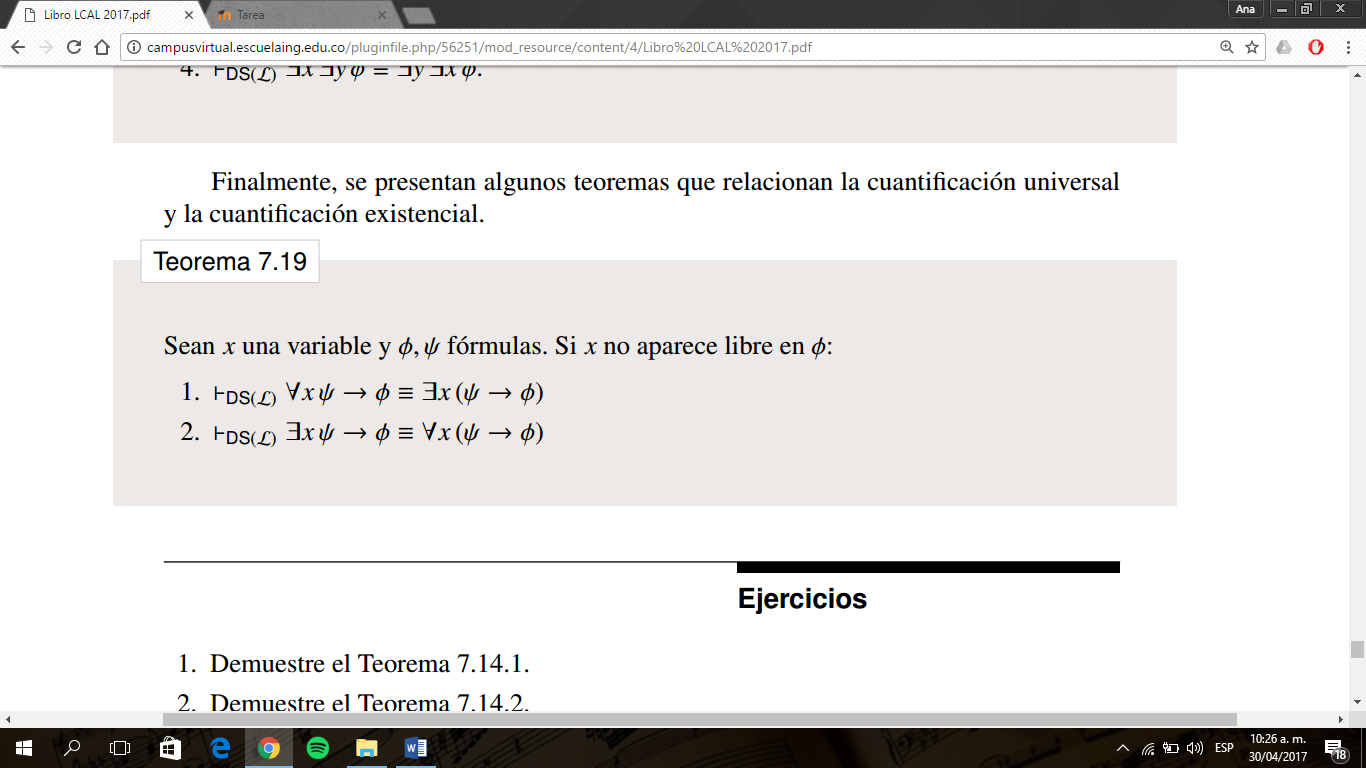 Libro LCAL 2017.pdf
Tarea
Ana
campusvirtual.escuelaing.edu.co/pluginfile.php/56251/mod_resource/content/4/Libro%20LCAL%202017.pdf
4. ⊢DS(ℒ) ∃x ∃y φ ≡ ∃y ∃x φ.
Finalmente, se presentan algunos teoremas que relacionan la cuantificación universal
y la cuantificación existencial.
Teorema 7.19
Sean x una variable y ϕ, ψ fórmulas. Si x no aparece libre en ϕ:
1. ⊢DS(ℒ) ∀x ψ → ϕ ≡ ∃x (ψ → ϕ)
2. ⊢DS(ℒ) ∃x ψ → ϕ ≡ ∀x (ψ → ϕ)
Ejercicios
1. Demuestre el Teorema 7.14.1.
2. Demuestre el Teorema 7.14.2.
ESP
10:26 a. m.
30/04/2017
18